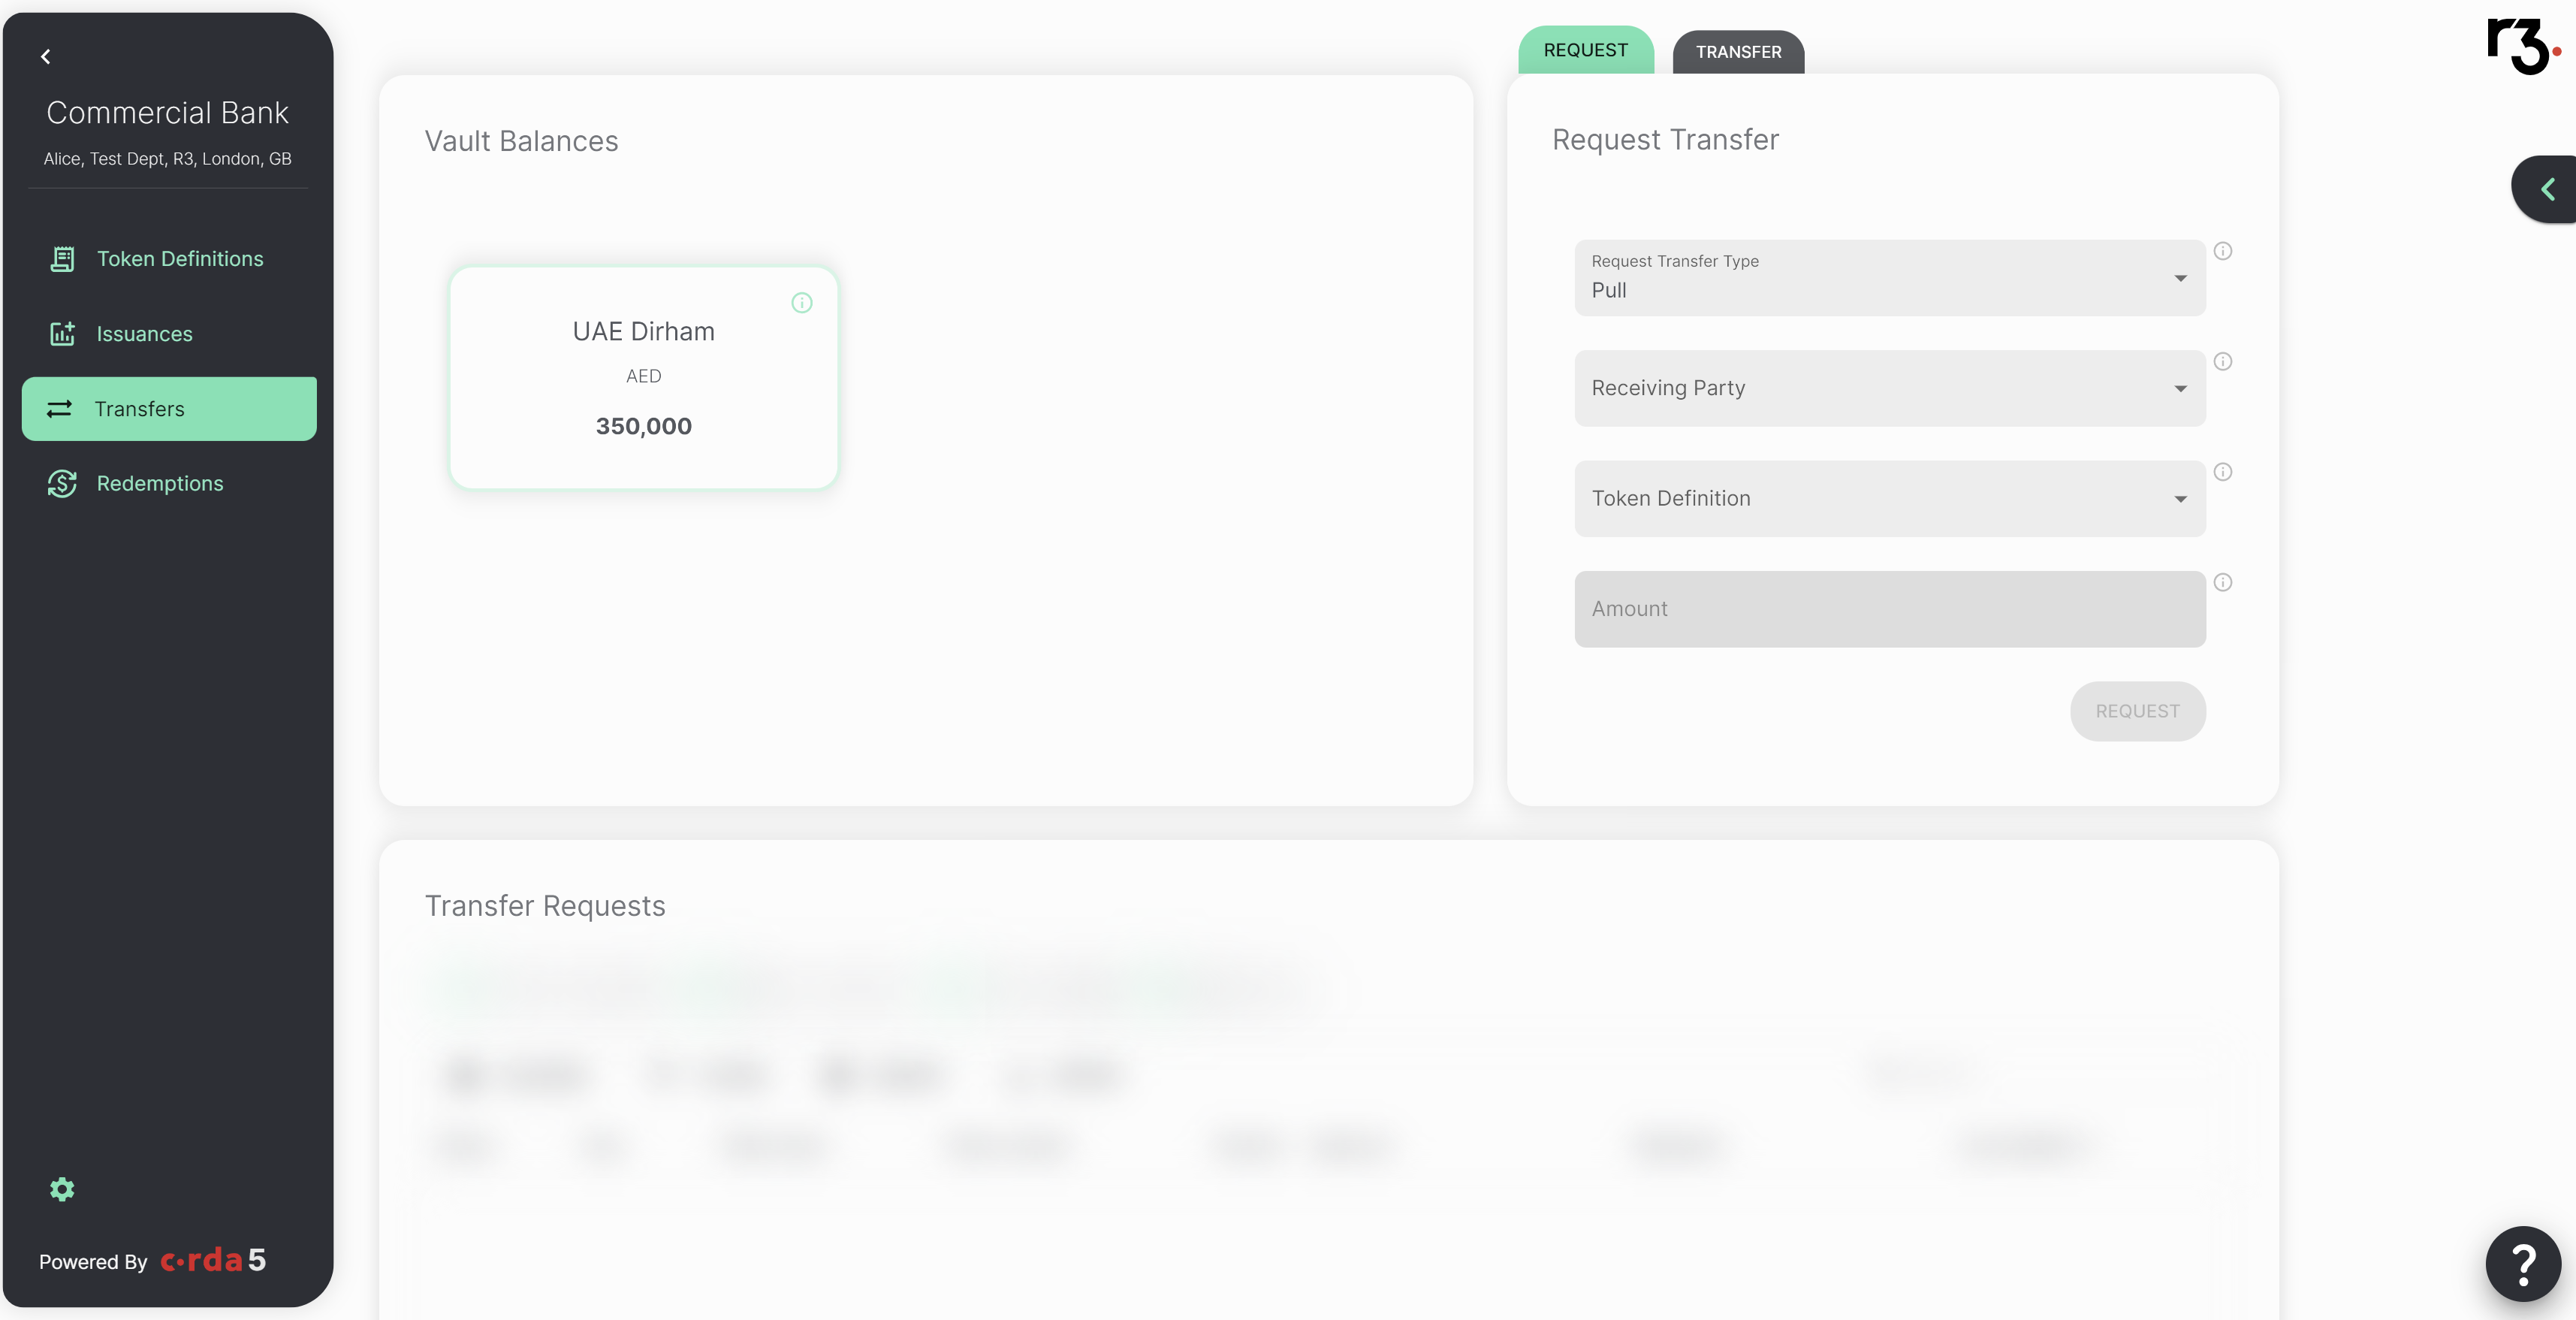 Commercial Bank
Alice, Test Dept, R3, London, GB
Token Definitions
Issuances
Transfers
Redemptions
Powered By c·rda 5
Vault Balances
UAE Dirham
AED
350,000
REQUEST
TRANSFER
Request Transfer
Request Transfer Type
Pull
Receiving Party
Token Definition
Amount
REQUEST
Transfer Requests
r3.
?